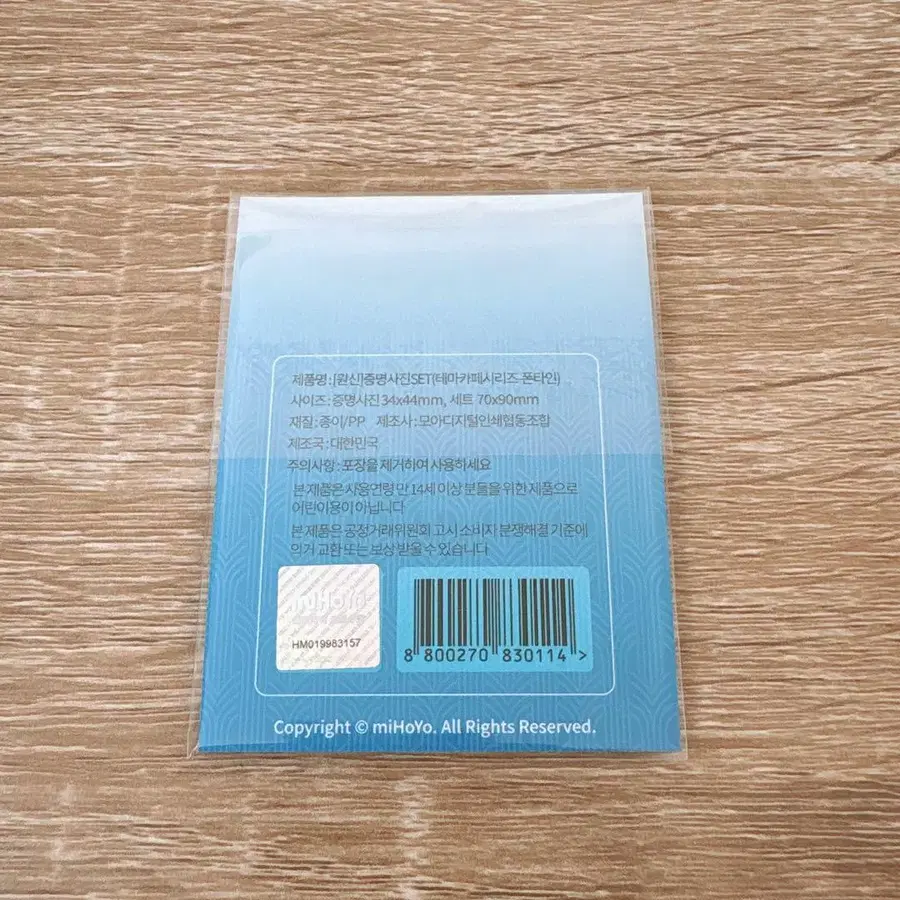 제품명 : [원신]증명사진SET(테마카페시리즈-폰타인)
사이즈 : 증명사진 34x44mm, 세트 70x90mm
재질 : 종이/PP 제조사 : 모아디지털인쇄협동조합
제조국 : 대한민국
주의사항 : 포장을 제거하여 사용하세요
본 제품은 사용연령 만 14세 이상 분들을 위한 제품으로
어린이용이 아닙니다
본 제품은 공정거래위원회 고시 소비지 분쟁해결 기준에
의거 교환 또는 보상 받을 수 있습니다
miHoYo
HM019983157
8 800270 830114 >
Copyright © miHoYo. All Rights Reserved.